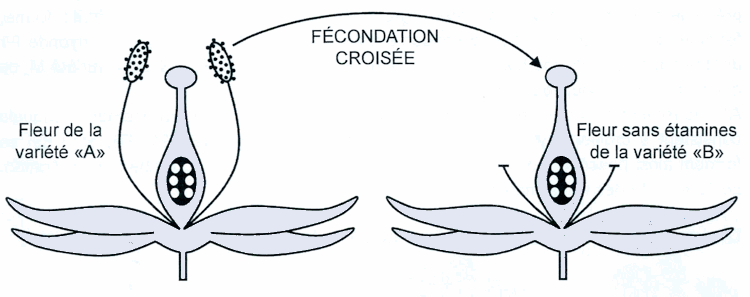 FÉCONDATION
CROISÉE
Fleur de la
variété «A»
Fleur sans étamines
de la variété «B»